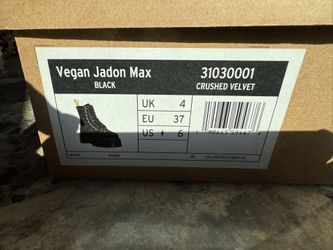 Vegan Jadon Max 31030001
BLACK CRUSHED VELVET
UK 4
EU 37
US 6